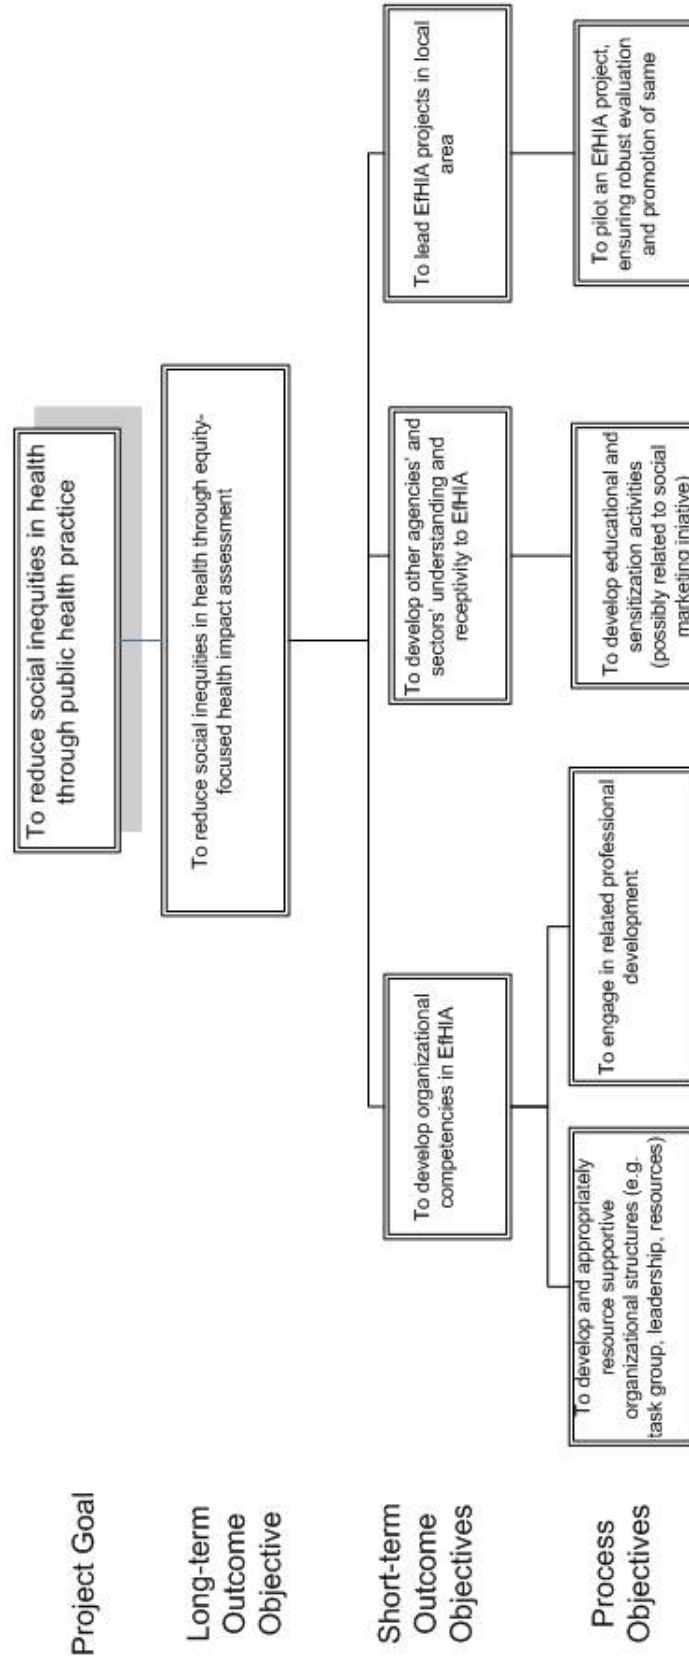 Project Goal
To reduce social inequities in health
through public health practice
Long-term
Outcome
Objective
To reduce social inequities in health through equity-
focused health impact assessment
Short-term
Outcome
Objectives
To develop organizational
competencies in EfHIA
To develop other agencies' and
sectors' understanding and
receptivity to EfHIA
To lead EfHIA projects in local
area
Process
Objectives
To develop and appropriately
resource supportive
organizational structures (e.g.
task group, leadership, resources)
To engage in related professional
development
To develop educational and
sensitization activities
(possibly related to social
marketing iniative)
To pilot an EfHIA project,
ensuring robust evaluation
and promotion of same